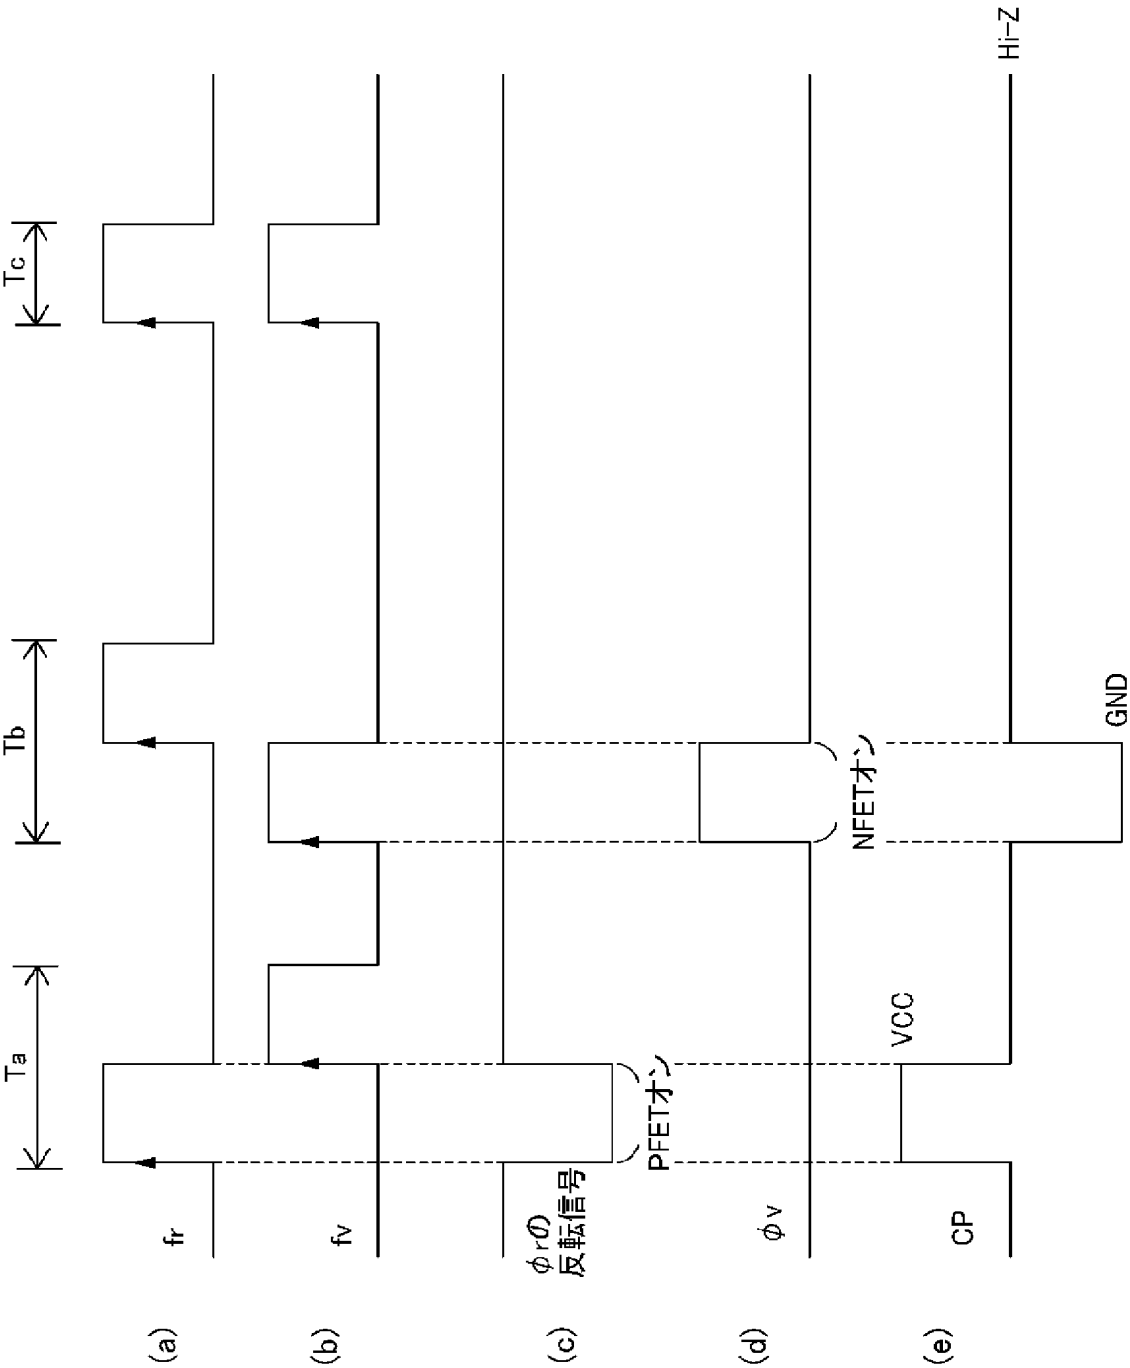 Ta
Tb
Tc
(a)
fr
(b)
fv
(c)
φrの
反転信号
PFETオン
(d)
φv
NFETオン
(e)
CP
VCC
GND
Hi-Z